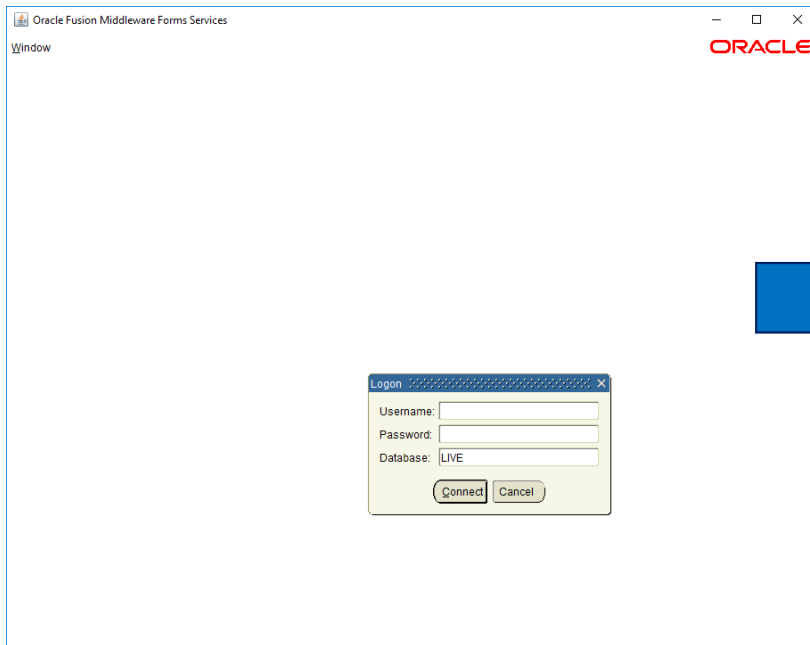 Oracle Fusion Middleware Forms Services
Window
ORACLE
Logon
Username:
Password:
Database: LIVE
Connect Cancel